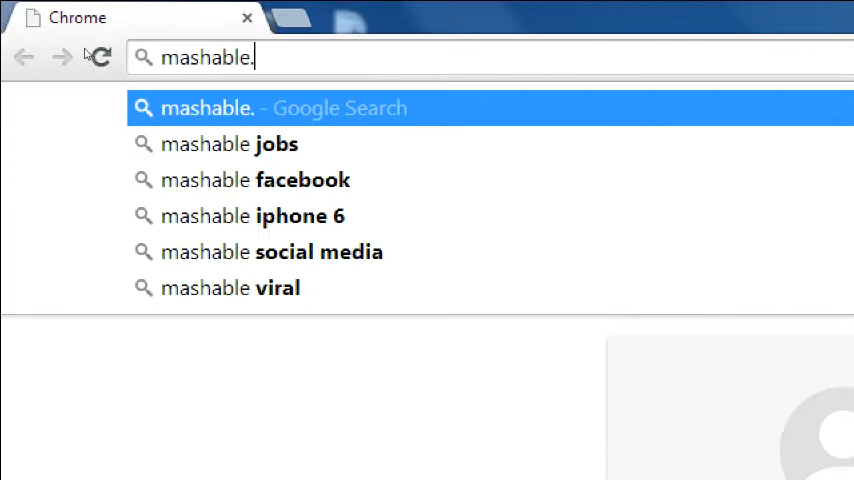 Chrome
mashable.
mashable. - Google Search
mashable jobs
mashable facebook
mashable iphone 6
mashable social media
mashable viral